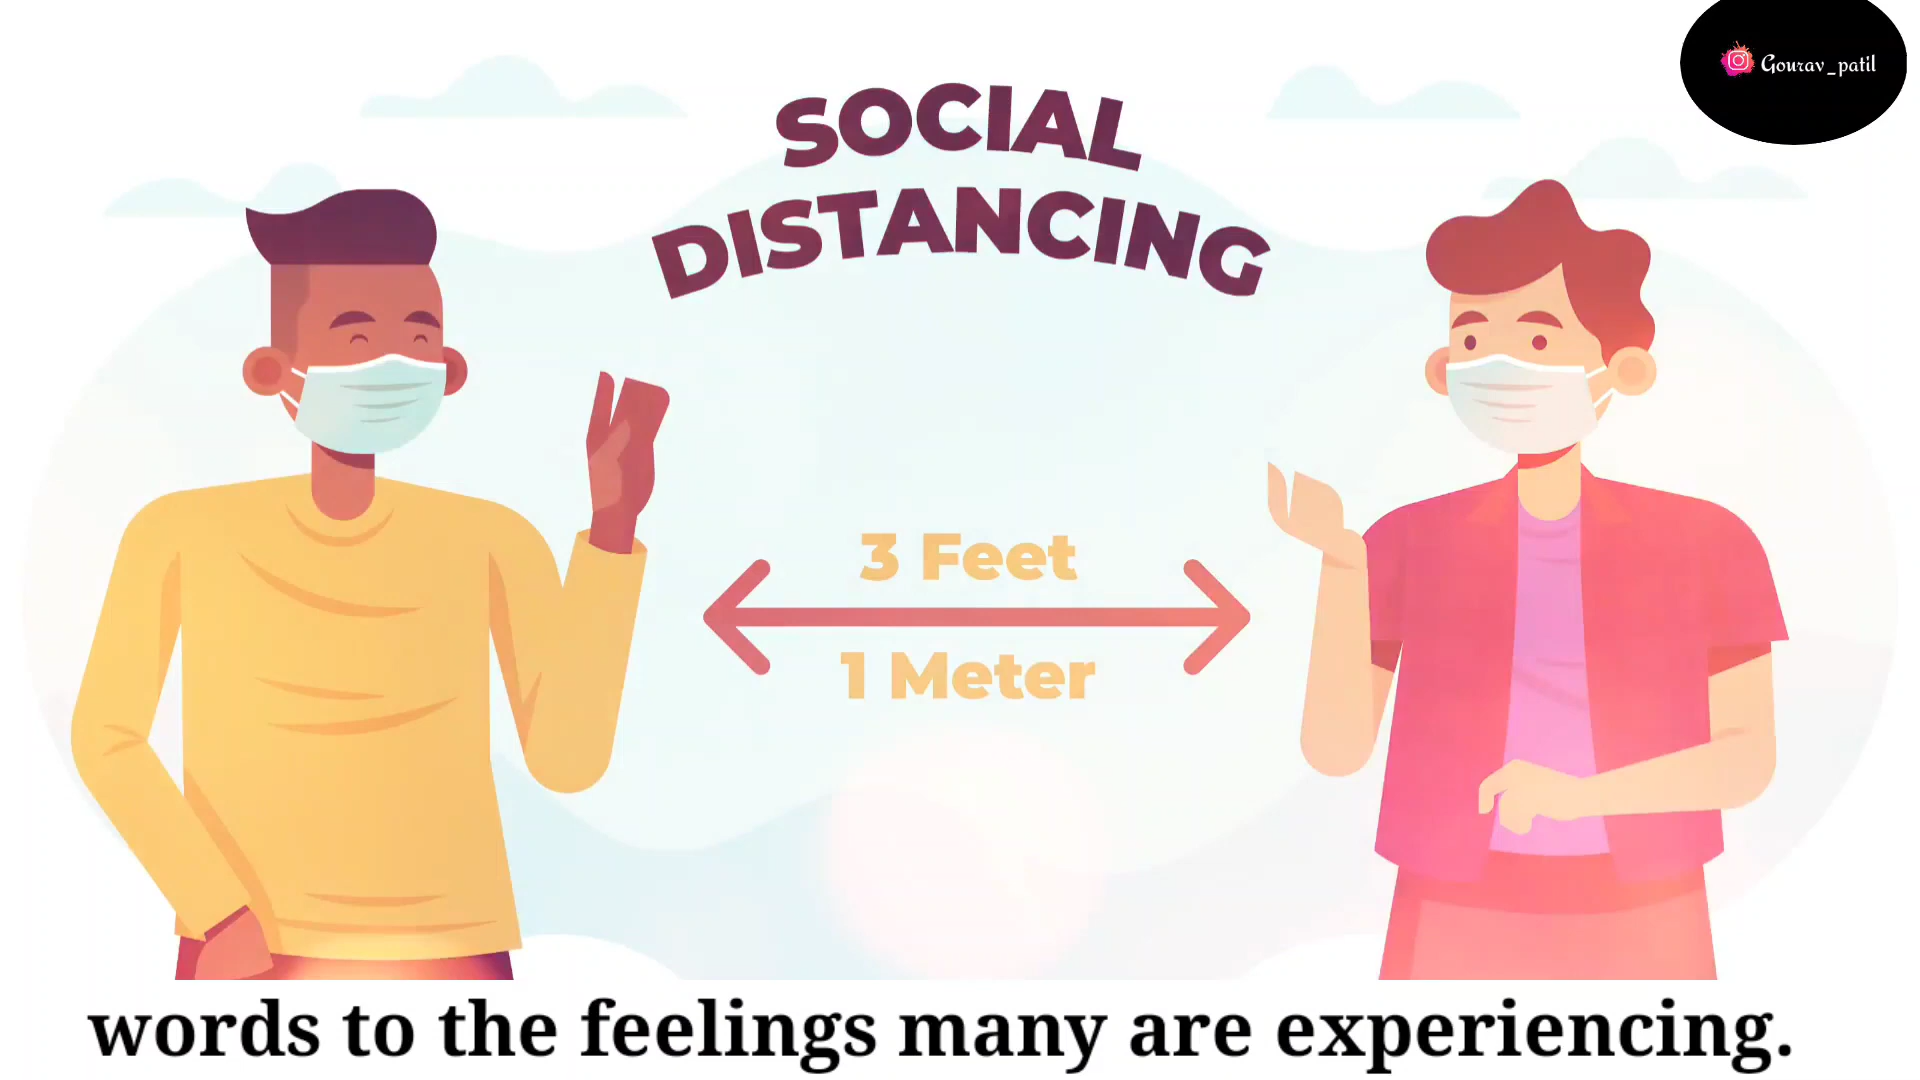 Gourav_patil
SOCIAL
DISTANCING
3 Feet
1 Meter
words to the feelings many are experiencing.